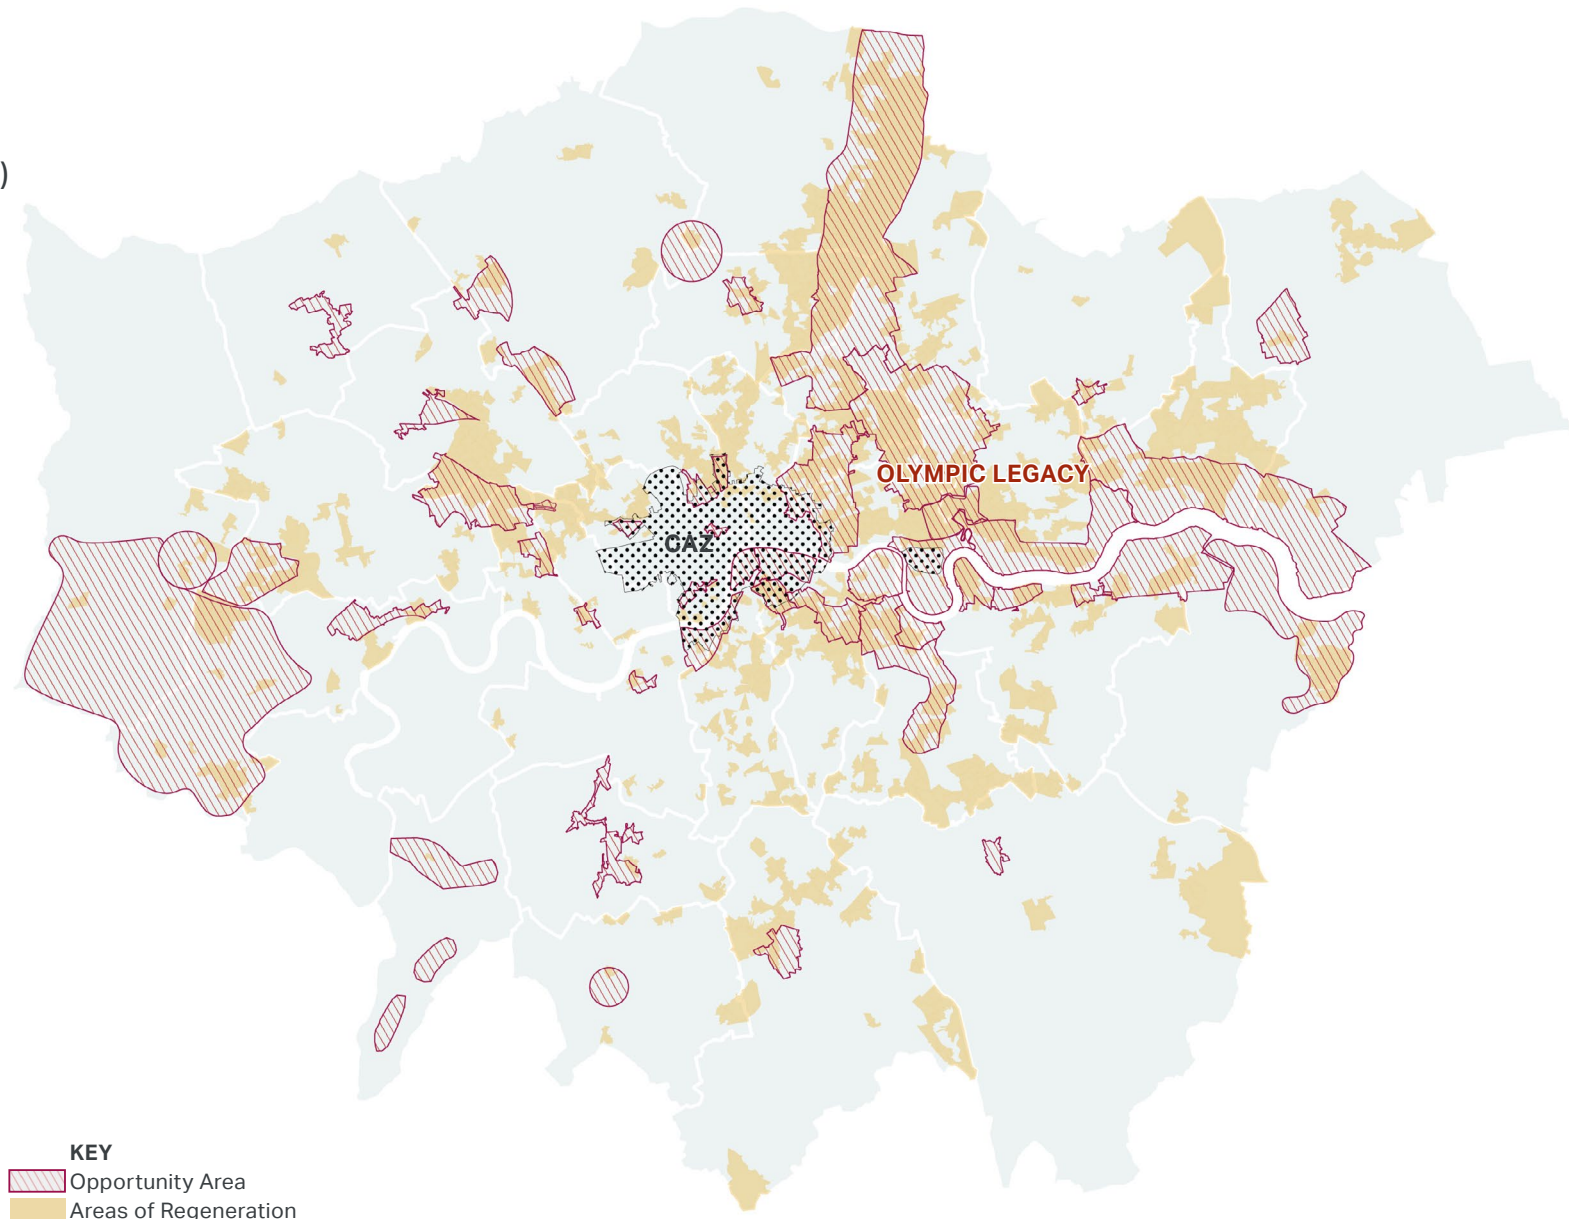 )
OLYMPIC LEGACY
CAZ
KEY
Opportunity Area
Areas of Regeneration